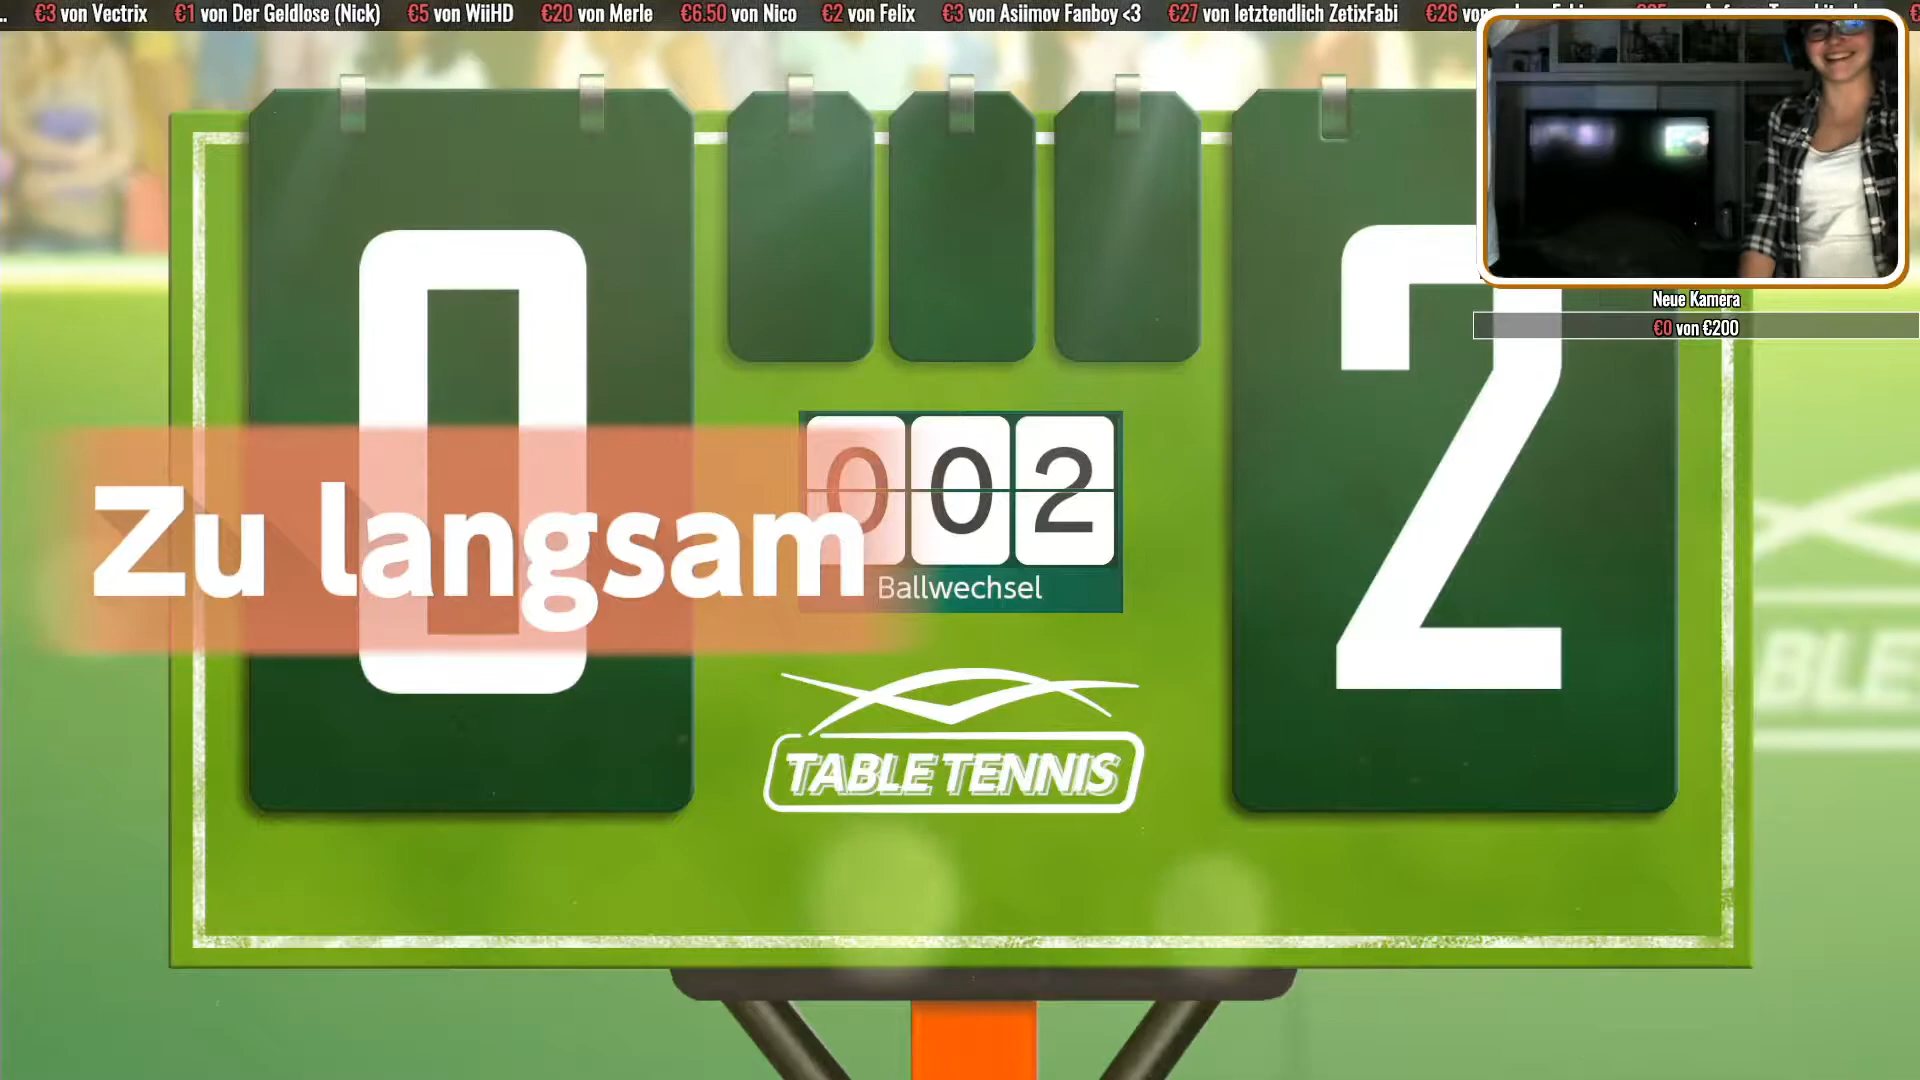 €3 von Vectrix €1 von Der Geldlose (Nick) €5 von WiiHD €20 von Merle €6.50 von Nico €2 von Felix €3 von Asiimov Fanboy <3 €27 von letztendlich ZetixFabi €26
Neue Kamera
€0 von €200
0
2
002
Zu langsam
Ballwechsel
TABLE TENNIS
BLE